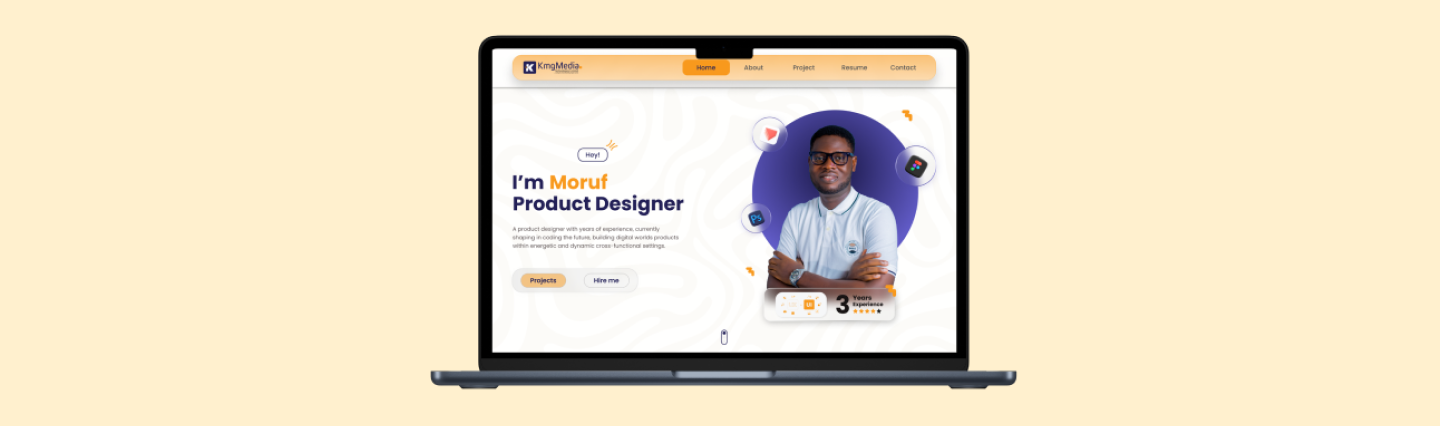 KmgMedia
Home
About
Project
Resume
Contact
Hey!
I'm Moruf
Product Designer
A product designer with years of experience, currently
shaping in coding the future, building digital worlds products
within energetic and dynamic cross-functional settings.
Projects
Hire me
Ps
UI
3 Years
Experience